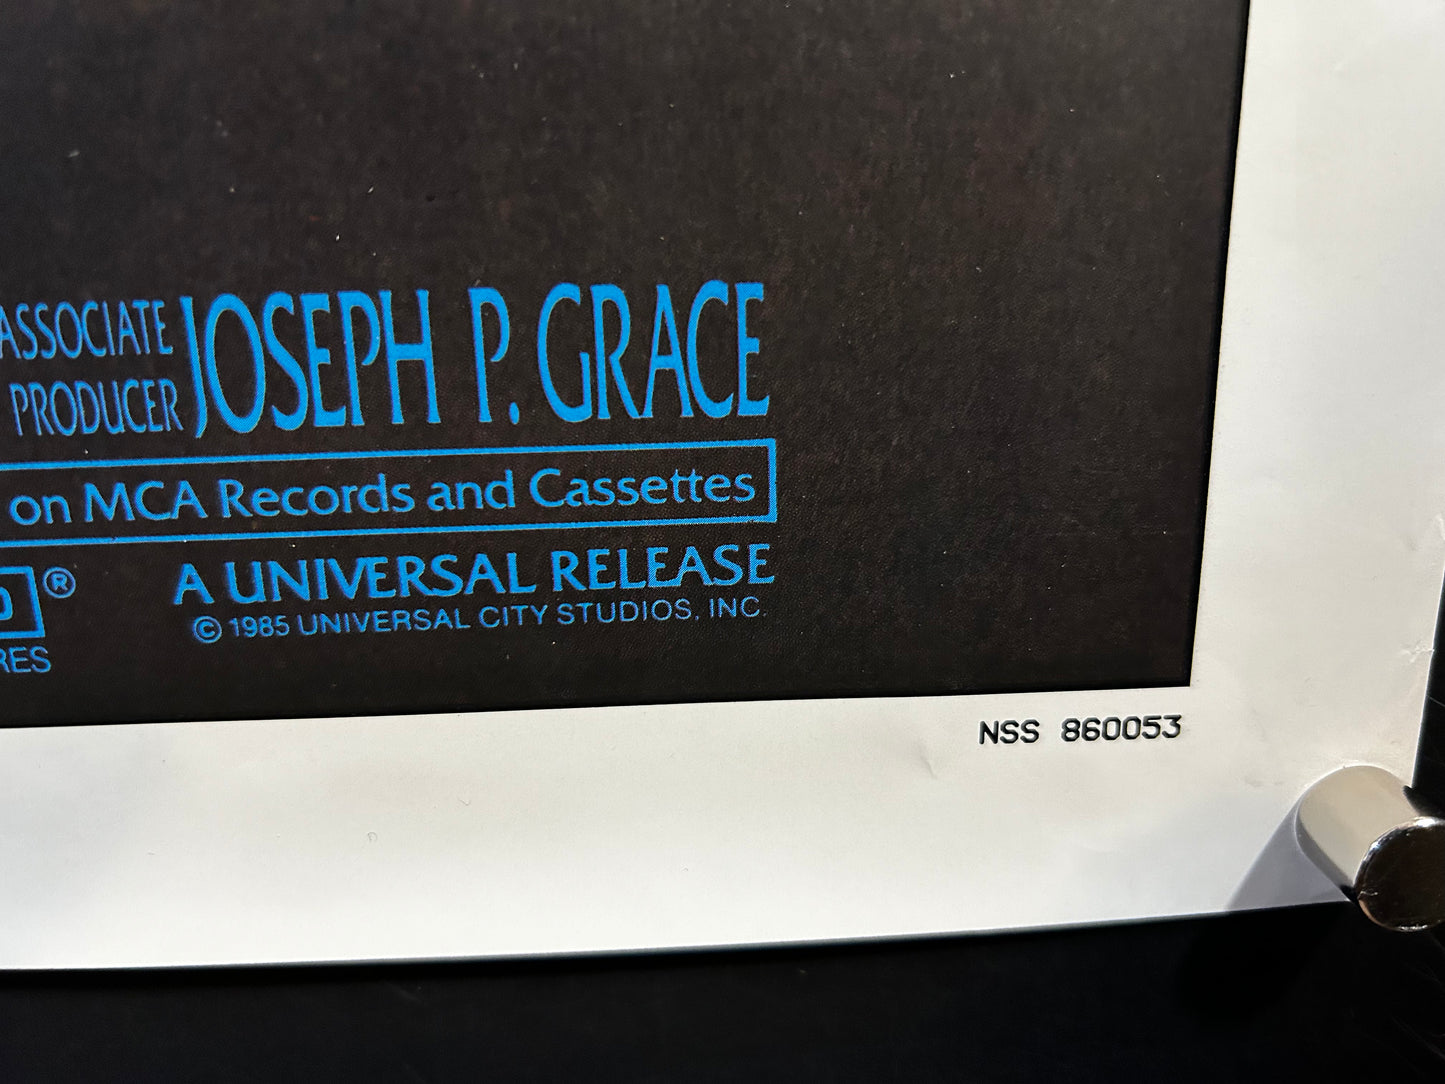 ASSOCIATE
PRODUCER JOSEPH P. GRACE
on MCA Records and Cassettes
®
A UNIVERSAL RELEASE
© 1985 UNIVERSAL CITY STUDIOS, INC.
RES
NSS 860053